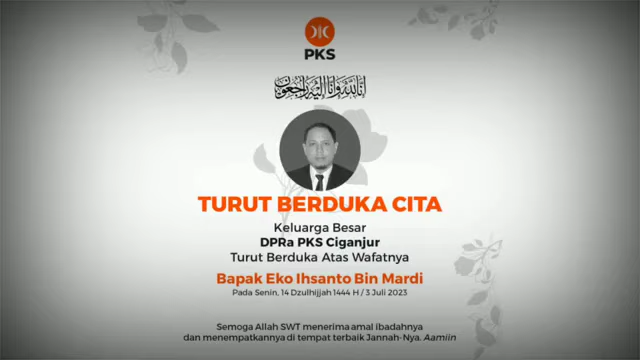 PKS
إنا لله وإنا إليه راجعون
TURUT BERDUKA CITA
Keluarga Besar
DPRa PKS Ciganjur
Turut Berduka Atas Wafatnya
Bapak Eko Ihsanto Bin Mardi
Pada Senin, 14 Dzulhijjah 1444 H / 3 Juli 2023
Semoga Allah SWT menerima amal ibadahnya
dan menempatkannya di tempat terbaik Jannah-Nya. Aamiin